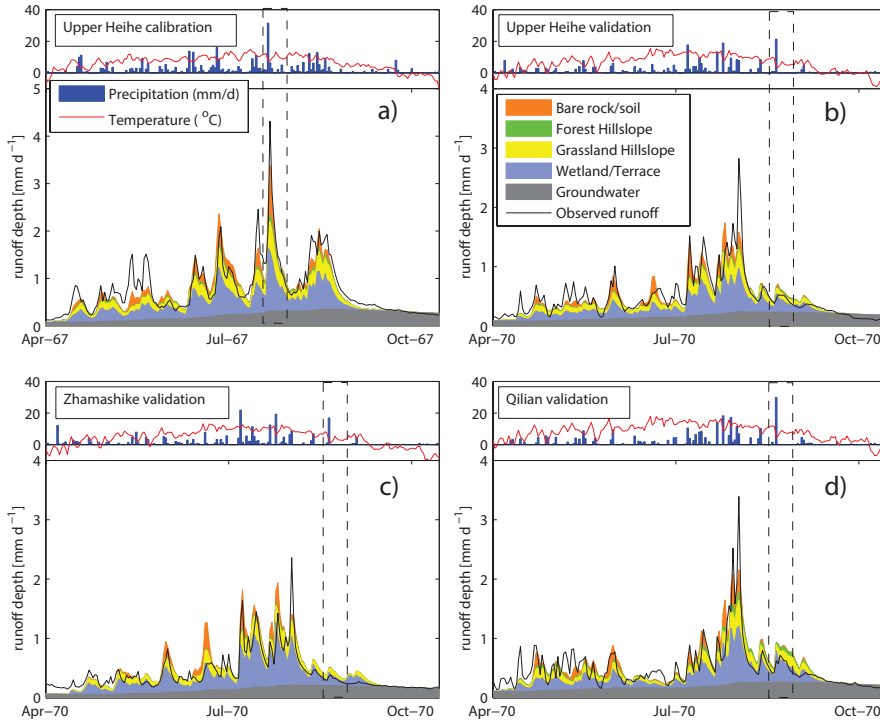 40
Upper Heihe calibration
20
0
5
Precipitation (mm/d)
Temperature ( °C)
a)
4
3
2
1
0
runoff depth [mm d⁻¹]
Apr−67
Jul−67
Oct−67
40
Upper Heihe validation
20
0
4
Bare rock/soil
Forest Hillslope
Grassland Hillslope
Wetland/Terrace
Groundwater
Observed runoff
b)
3
2
1
0
runoff depth [mm d⁻¹]
Apr−70
Jul−70
Oct−70
40
Zhamashike validation
20
0
4
c)
3
2
1
0
runoff depth [mm d⁻¹]
Apr−70
Jul−70
Oct−70
40
Qilian validation
20
0
4
d)
3
2
1
0
runoff depth [mm d⁻¹]
Apr−70
Jul−70
Oct−70